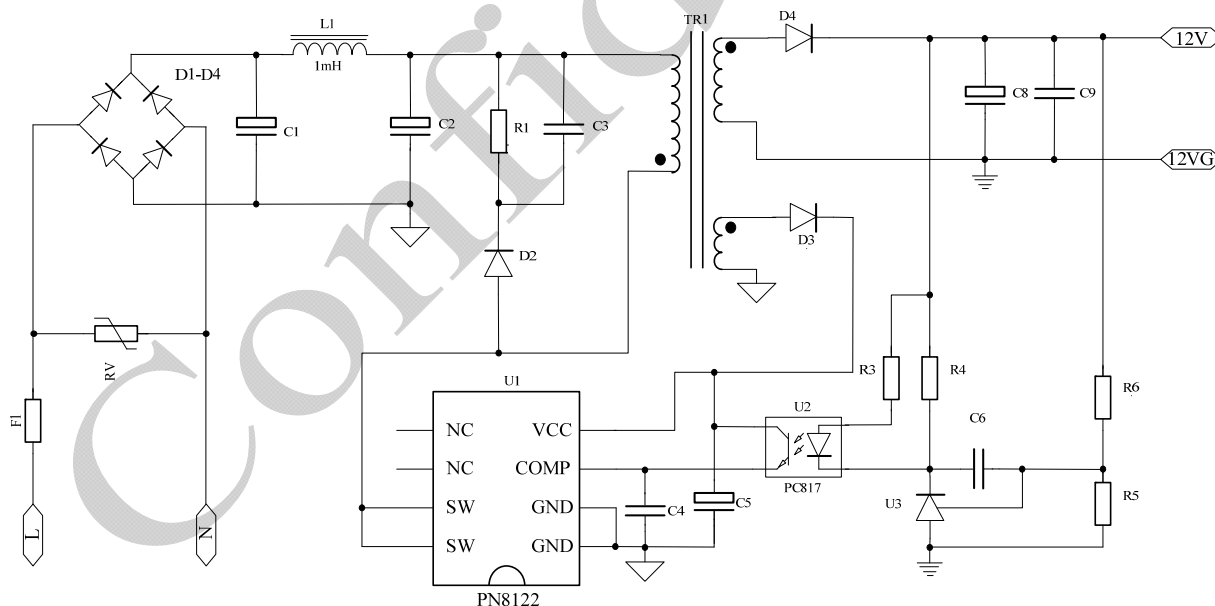 TR1
D4
L1
1mH
12V
D1-D4
C1
C2
R1
C3
C8
C9
12VG
D2
D3
RV
F1
L
N
U1
NC
NC
SW
SW
VCC
COMP
GND
GND
PN8122
C4
C5
U2
PC817
R3
R4
C6
U3
R6
R5
Confid